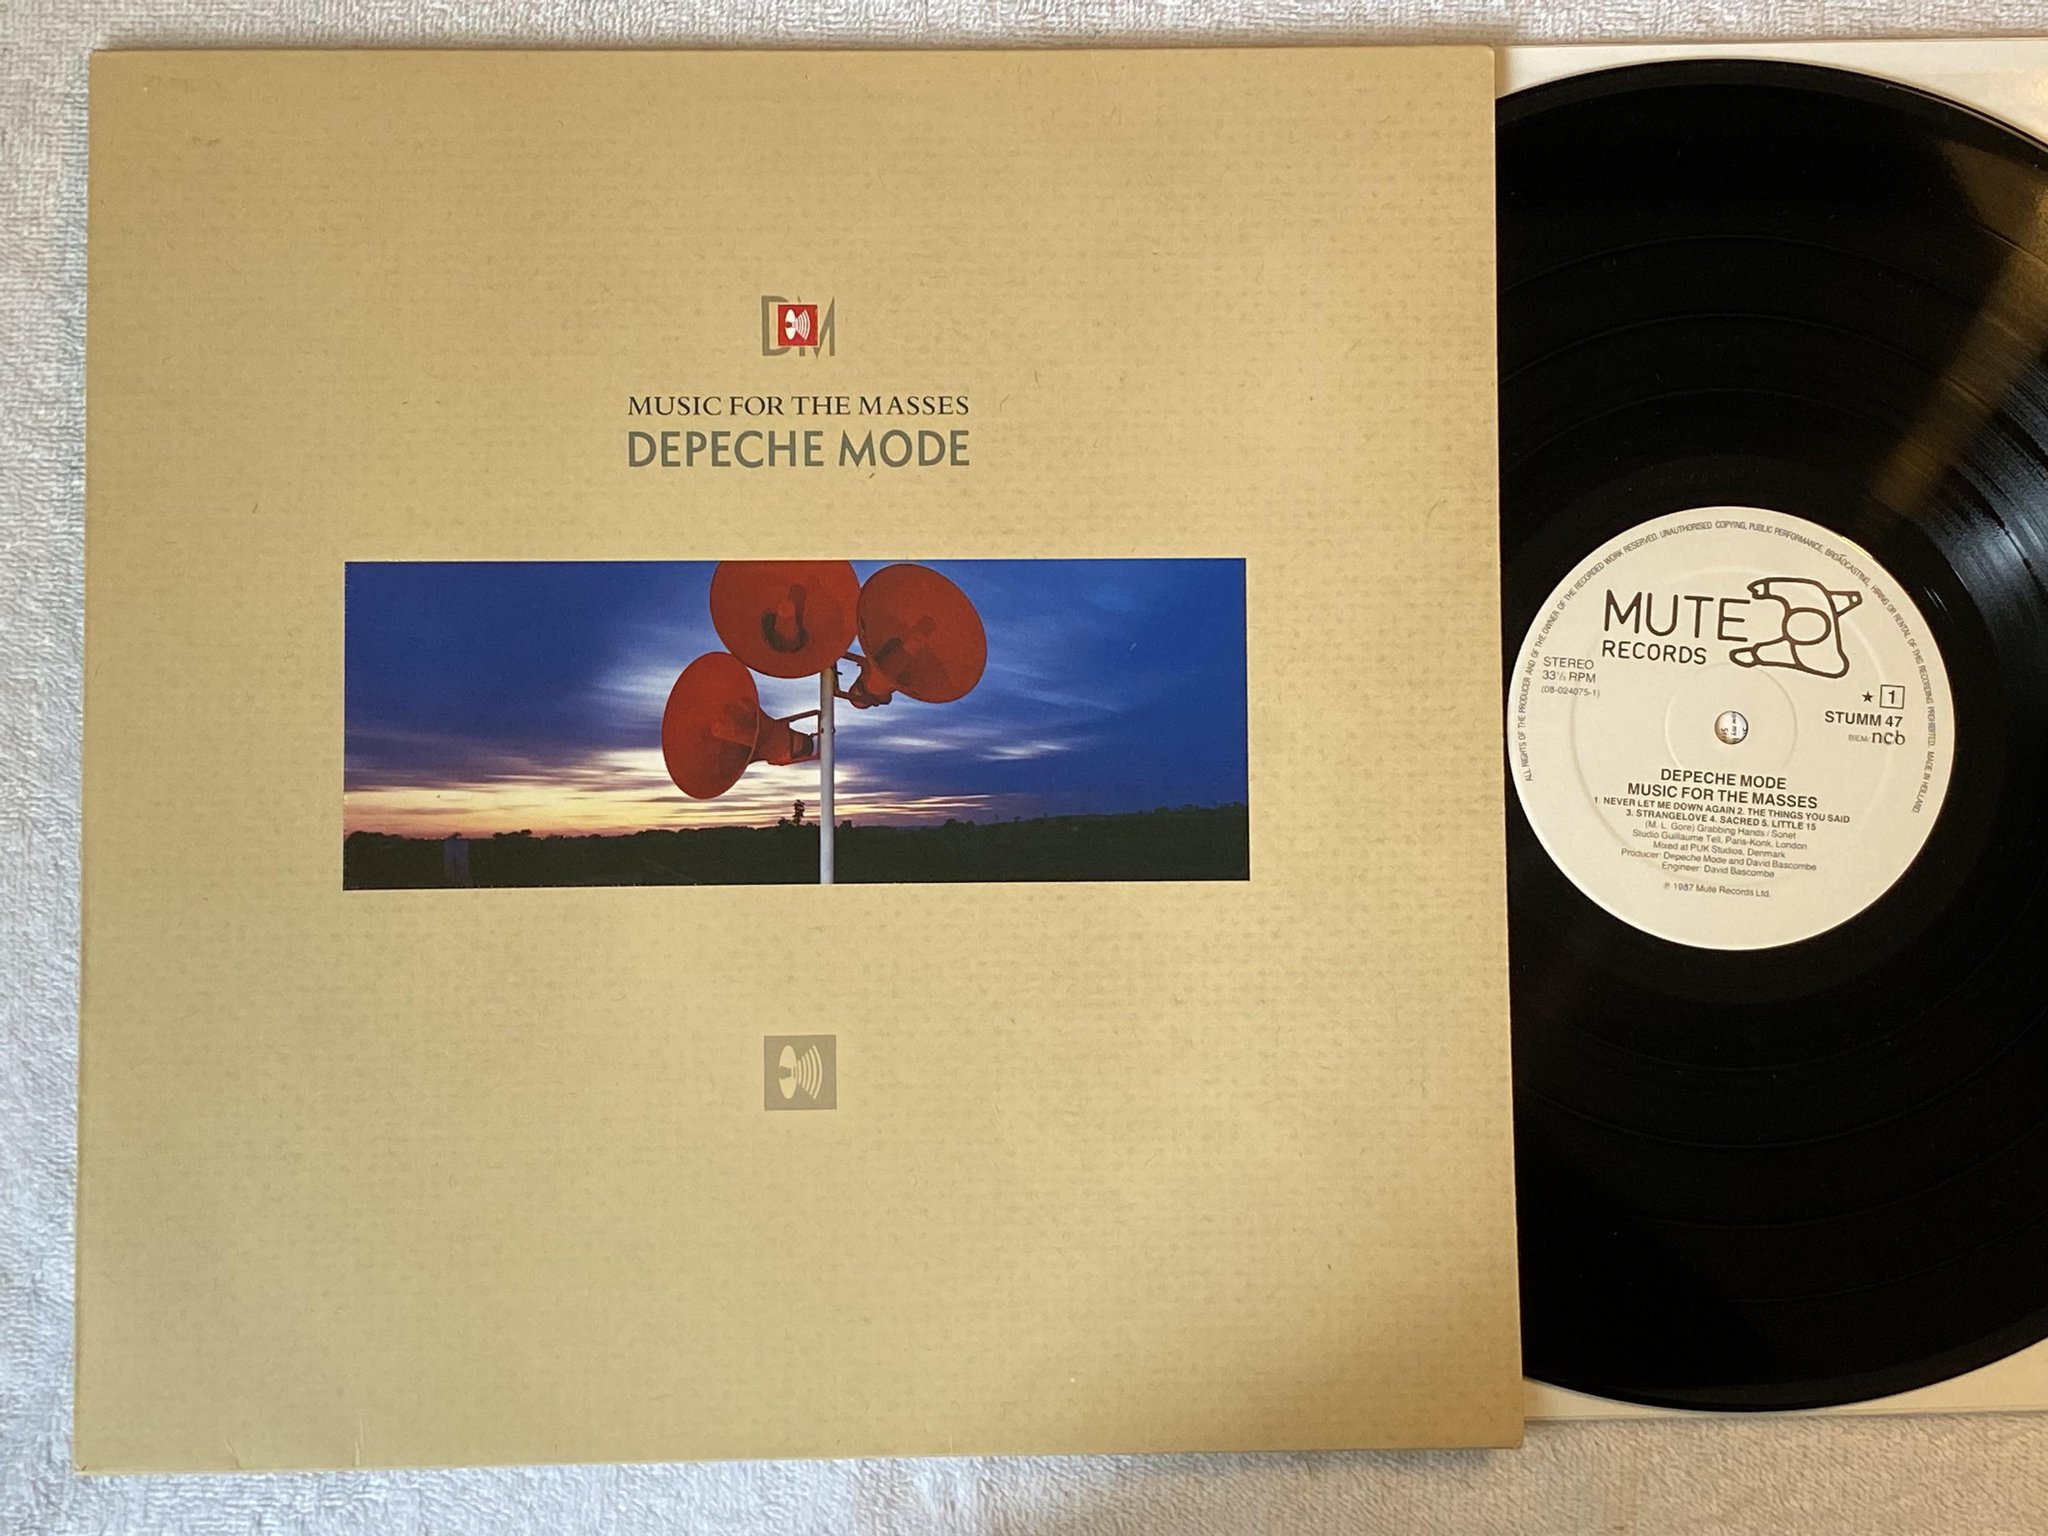 DM
MUSIC FOR THE MASSES
DEPECHE MODE
ALL RIGHTS OF THE PRODUCER AND OF THE OWNER OF THE RECORDED WORK RESERVED. UNAUTHORISED COPYING, PUBLIC PERFORMANCE, BROADCASTING, HIRING OR RENTAL OF THIS RECORDING PROHIBITED. MADE IN HOLLAND.
MUTE
RECORDS
STEREO
33⅓ RPM
(08-024075-1)
★ 1
STUMM 47
BIEM/ncb
DEPECHE MODE
MUSIC FOR THE MASSES
1. NEVER LET ME DOWN AGAIN 2. THE THINGS YOU SAID
3. STRANGELOVE 4. SACRED 5. LITTLE 15
(M. L. Gore) Grabbing Hands / Sonet
Studio Guillaume Tell, Paris-Konk, London
Mixed at PUK Studios, Denmark
Producer: Depeche Mode and David Bascombe
Engineer: David Bascombe
℗ 1987 Mute Records Ltd.